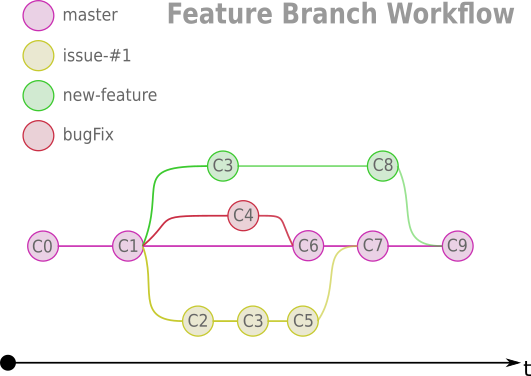 Feature Branch Workflow
master
issue-#1
new-feature
bugFix
C3 C8
C4
C0 C1 C6 C7 C9
C2 C3 C5
t